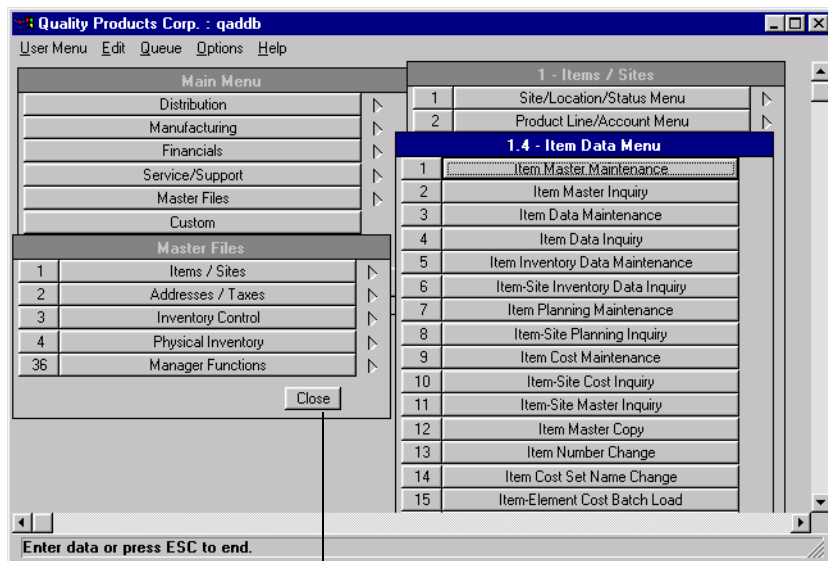 Quality Products Corp. : qaddb
User Menu Edit Queue Options Help
Main Menu
Distribution
Manufacturing
Financials
Service/Support
Master Files
Custom
Master Files
1 Items / Sites
2 Addresses / Taxes
3 Inventory Control
4 Physical Inventory
36 Manager Functions
Close
1 - Items / Sites
1 Site/Location/Status Menu
2 Product Line/Account Menu
1.4 - Item Data Menu
1 Item Master Maintenance
2 Item Master Inquiry
3 Item Data Maintenance
4 Item Data Inquiry
5 Item Inventory Data Maintenance
6 Item-Site Inventory Data Inquiry
7 Item Planning Maintenance
8 Item-Site Planning Inquiry
9 Item Cost Maintenance
10 Item-Site Cost Inquiry
11 Item-Site Master Inquiry
12 Item Master Copy
13 Item Number Change
14 Item Cost Set Name Change
15 Item-Element Cost Batch Load
Enter data or press ESC to end.